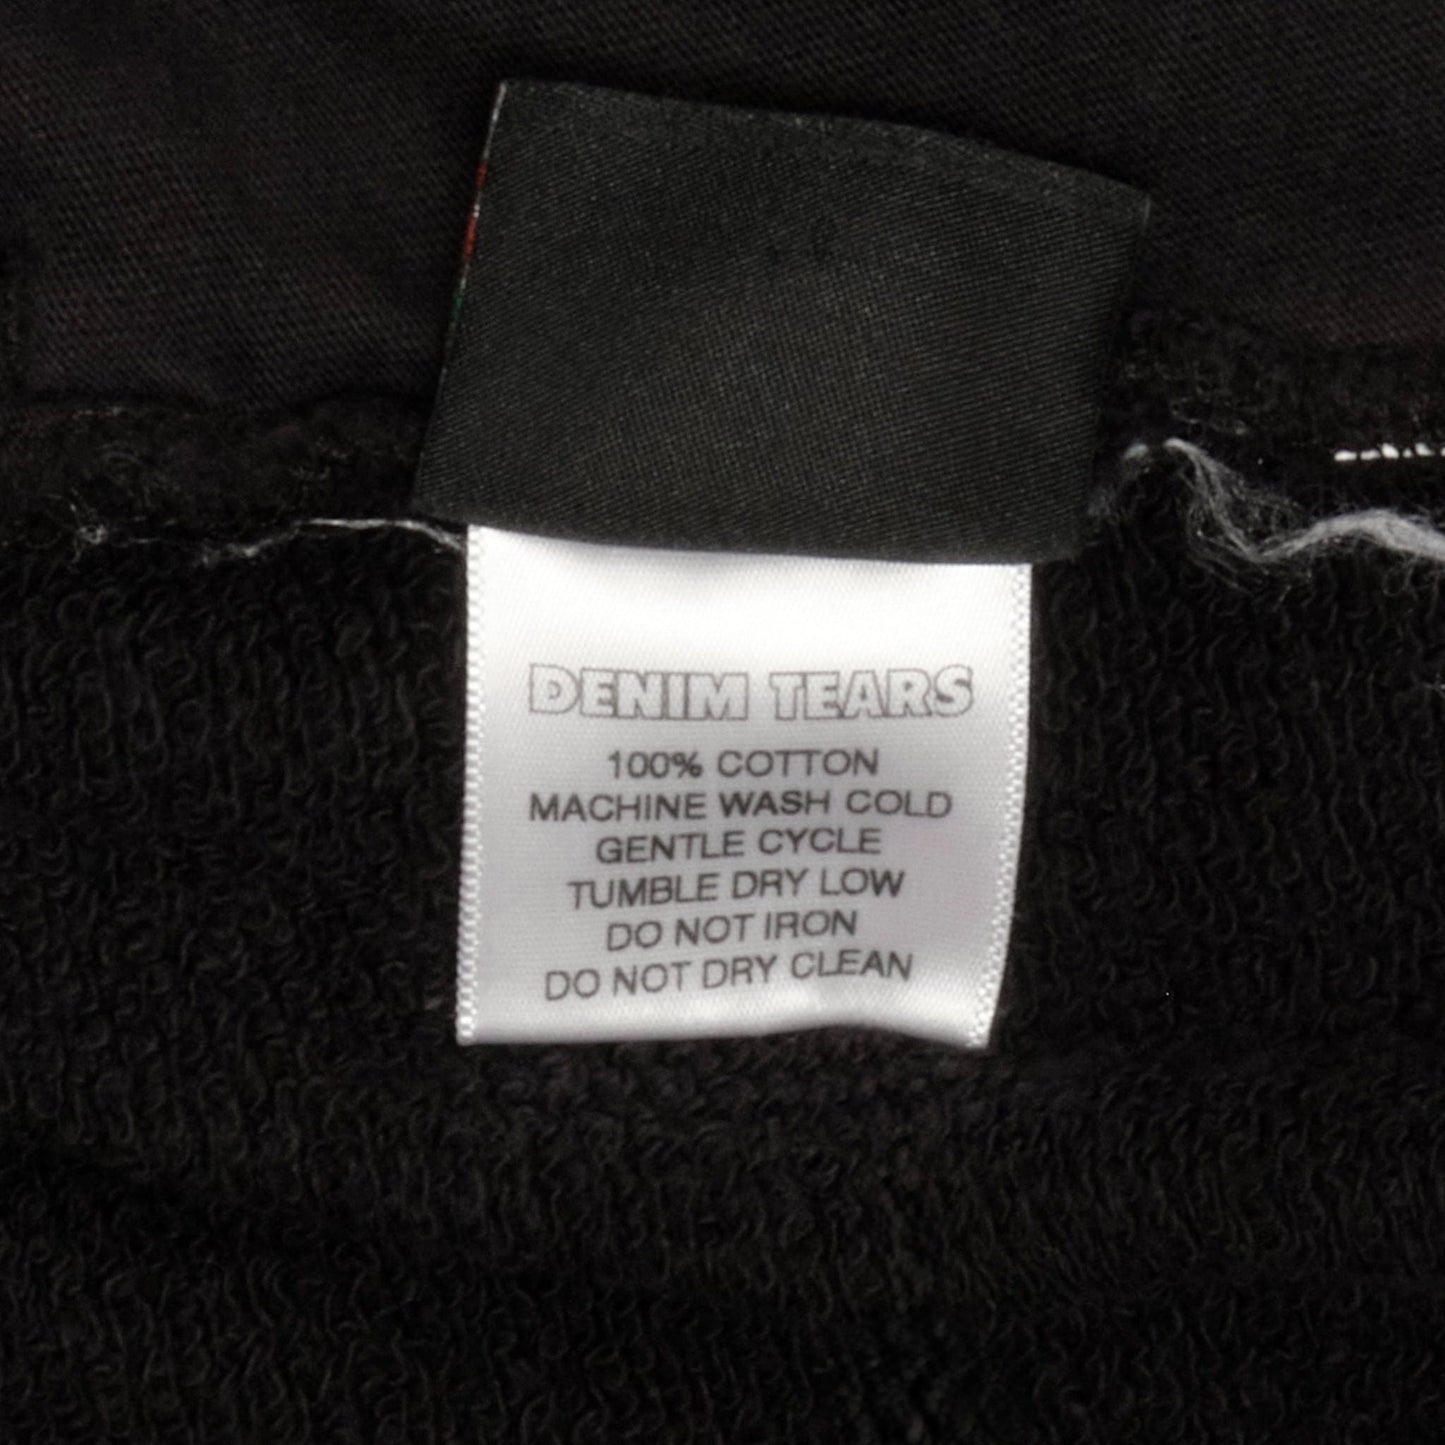 DENIM TEARS
100% COTTON
MACHINE WASH COLD
GENTLE CYCLE
TUMBLE DRY LOW
DO NOT IRON
DO NOT DRY CLEAN